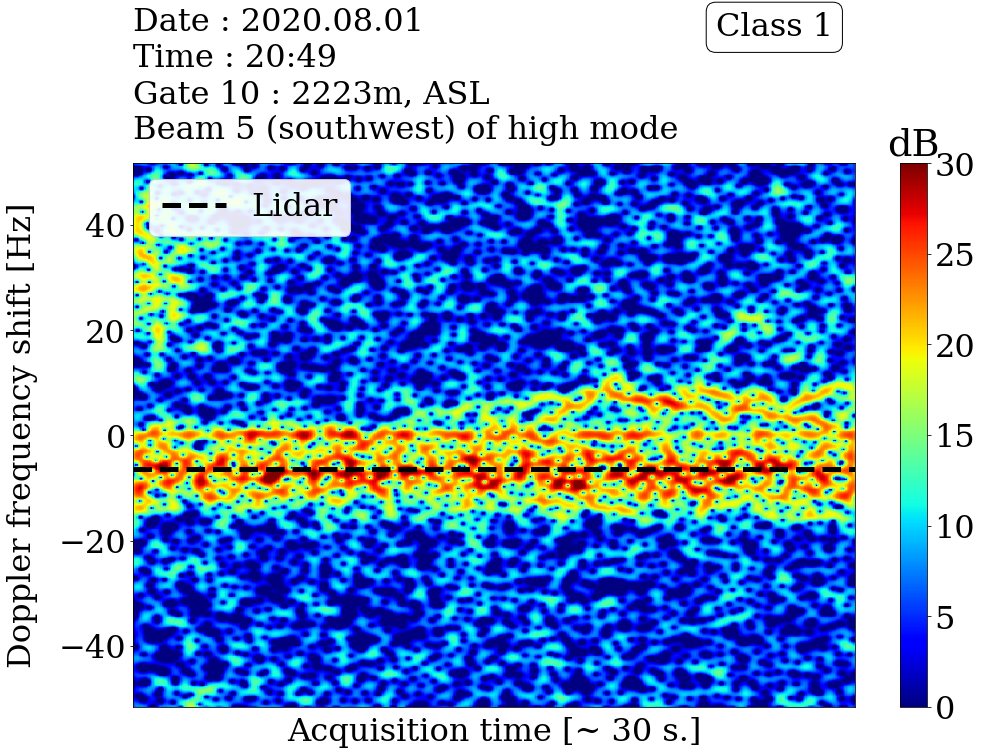 Date : 2020.08.01
Time : 20:49
Gate 10 : 2223m, ASL
Beam 5 (southwest) of high mode
Class 1
dB
Lidar
Doppler frequency shift [Hz]
40
20
0
−20
−40
Acquisition time [~ 30 s.]
30
25
20
15
10
5
0